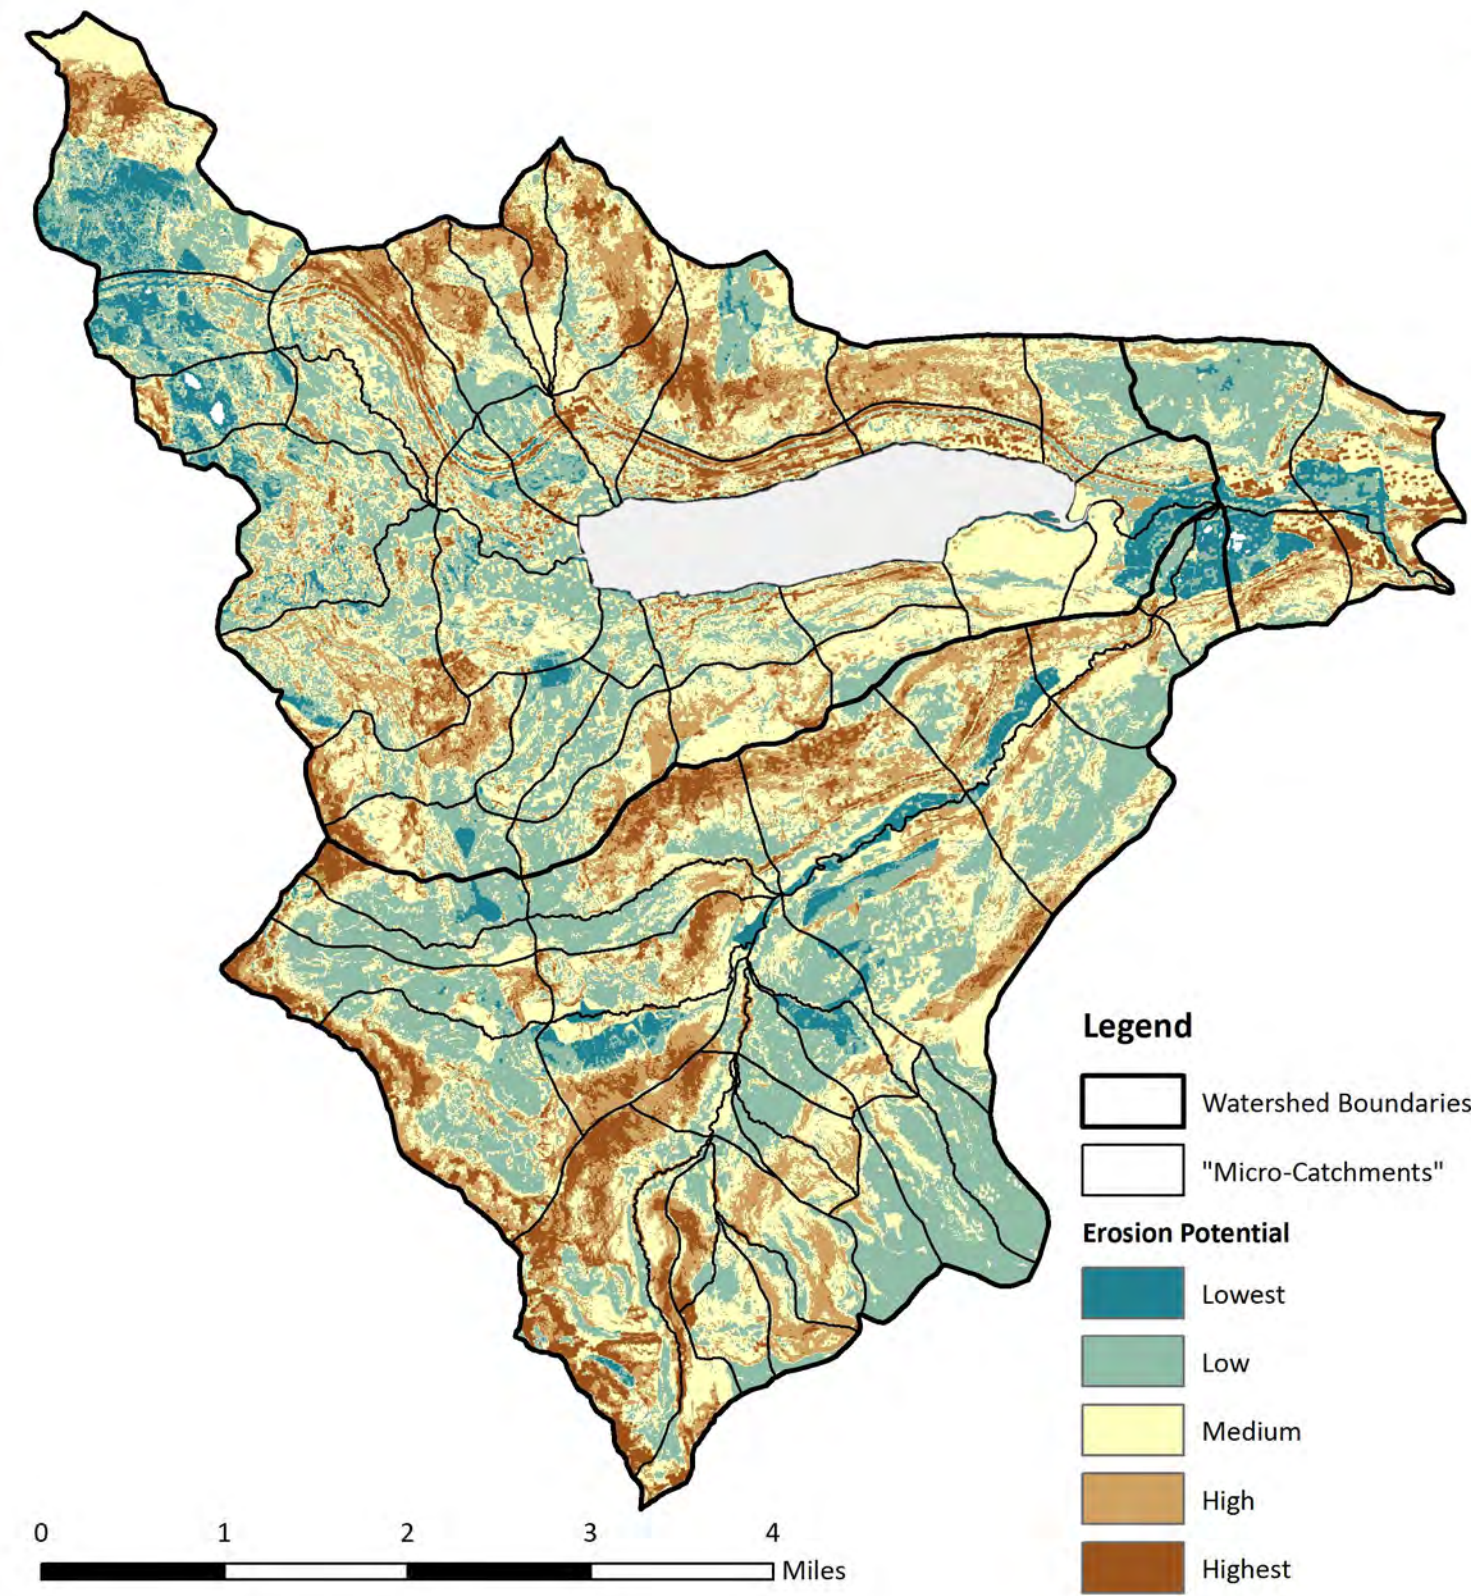 Legend
Watershed Boundaries
"Micro-Catchments"
Erosion Potential
Lowest
Low
Medium
High
Highest
0 1 2 3 4
Miles